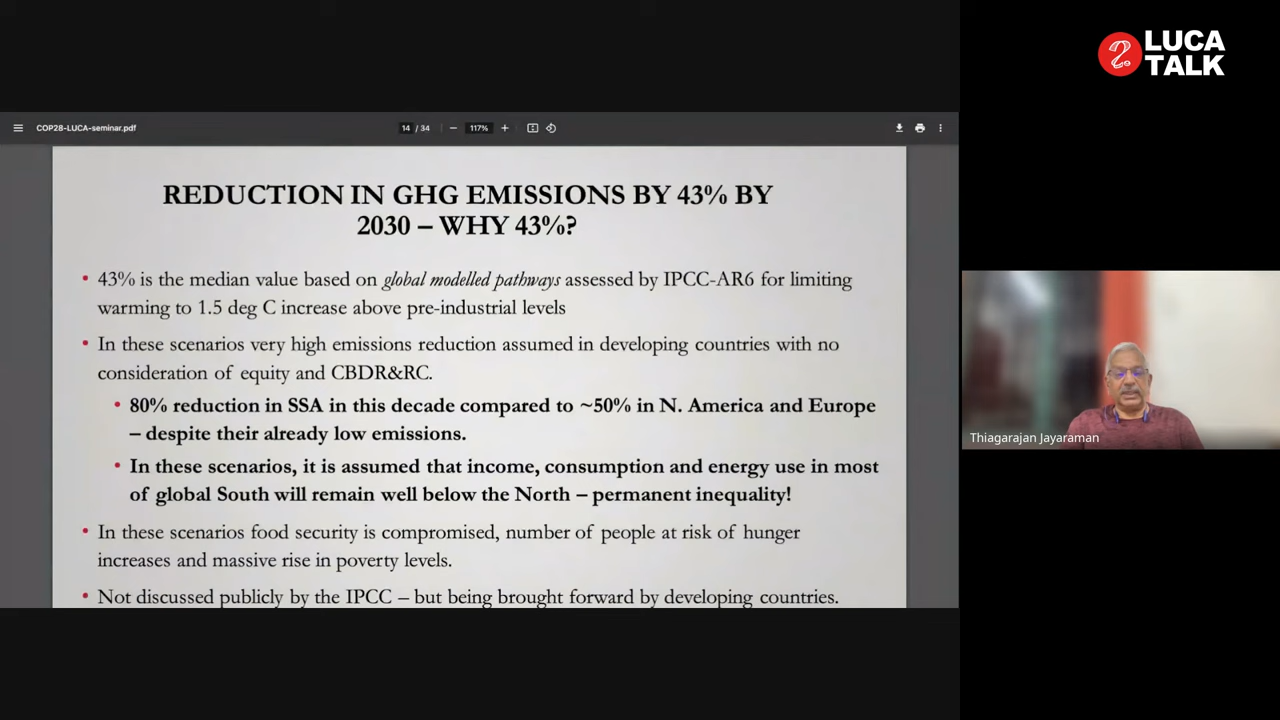 LUCA
TALK
COP28-LUCA-seminar.pdf
14 / 34
117%
REDUCTION IN GHG EMISSIONS BY 43% BY
2030 – WHY 43%?
• 43% is the median value based on global modelled pathways assessed by IPCC-AR6 for limiting
warming to 1.5 deg C increase above pre-industrial levels
• In these scenarios very high emissions reduction assumed in developing countries with no
consideration of equity and CBDR&RC.
• 80% reduction in SSA in this decade compared to ~50% in N. America and Europe
– despite their already low emissions.
• In these scenarios, it is assumed that income, consumption and energy use in most
of global South will remain well below the North – permanent inequality!
• In these scenarios food security is compromised, number of people at risk of hunger
increases and massive rise in poverty levels.
• Not discussed publicly by the IPCC – but being brought forward by developing countries.
Thiagarajan Jayaraman